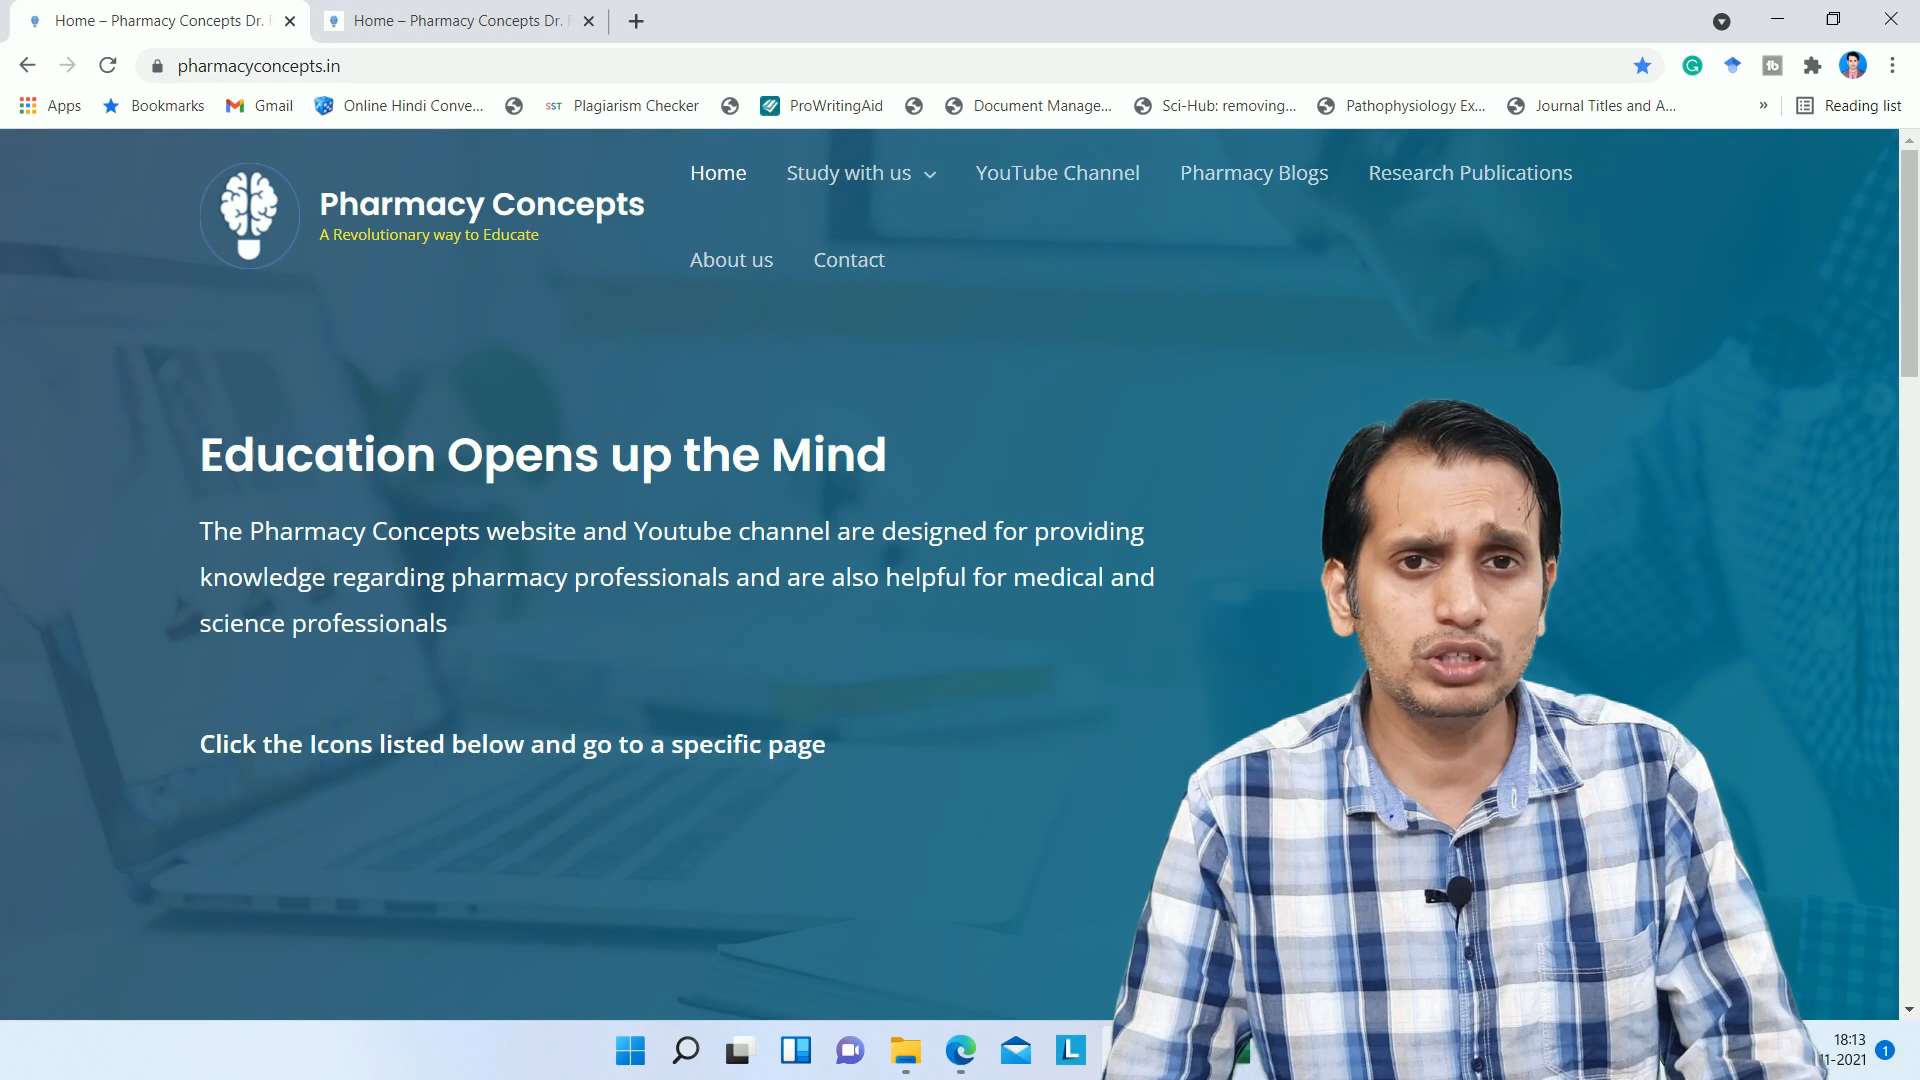 Home – Pharmacy Concepts Dr.
Home – Pharmacy Concepts Dr.
pharmacyconcepts.in
Apps
Bookmarks
Gmail
Online Hindi Conve...
SST
Plagiarism Checker
ProWritingAid
Document Manage...
Sci-Hub: removing...
Pathophysiology Ex...
Journal Titles and A...
Reading list
Home
Study with us
YouTube Channel
Pharmacy Blogs
Research Publications
Pharmacy Concepts
A Revolutionary way to Educate
About us
Contact
Education Opens up the Mind
The Pharmacy Concepts website and Youtube channel are designed for providing
knowledge regarding pharmacy professionals and are also helpful for medical and
science professionals
Click the Icons listed below and go to a specific page
L
18:13
11-2021
1